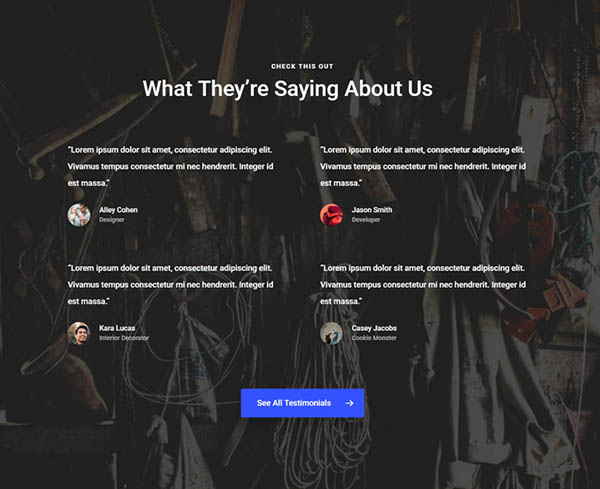 CHECK THIS OUT
What They’re Saying About Us
“Lorem ipsum dolor sit amet, consectetur adipiscing elit.
Vivamus tempus consectetur mi nec hendrerit. Integer id
est massa.”
Alley Cohen
Designer
“Lorem ipsum dolor sit amet, consectetur adipiscing elit.
Vivamus tempus consectetur mi nec hendrerit. Integer id
est massa.”
Jason Smith
Developer
“Lorem ipsum dolor sit amet, consectetur adipiscing elit.
Vivamus tempus consectetur mi nec hendrerit. Integer id
est massa.”
Kara Lucas
Interior Decorator
“Lorem ipsum dolor sit amet, consectetur adipiscing elit.
Vivamus tempus consectetur mi nec hendrerit. Integer id
est massa.”
Casey Jacobs
Cookie Monster
See All Testimonials